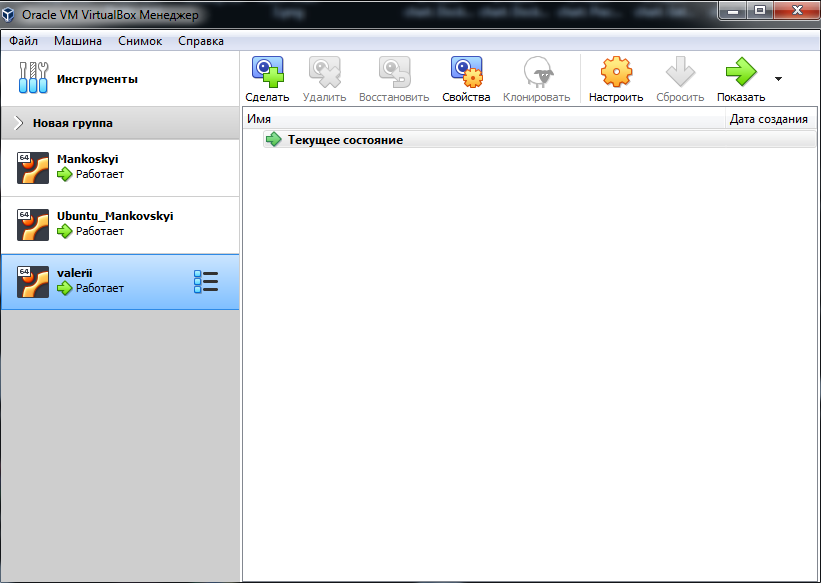 Oracle VM VirtualBox Менеджер
Файл Машина Снимок Справка
Инструменты
Сделать Удалить Восстановить Свойства Клонировать Настроить Сбросить Показать
Новая группа
Имя Дата создания
Текущее состояние
64 Mankoskyi
Работает
64 Ubuntu_Mankovskyi
Работает
64 valerii
Работает